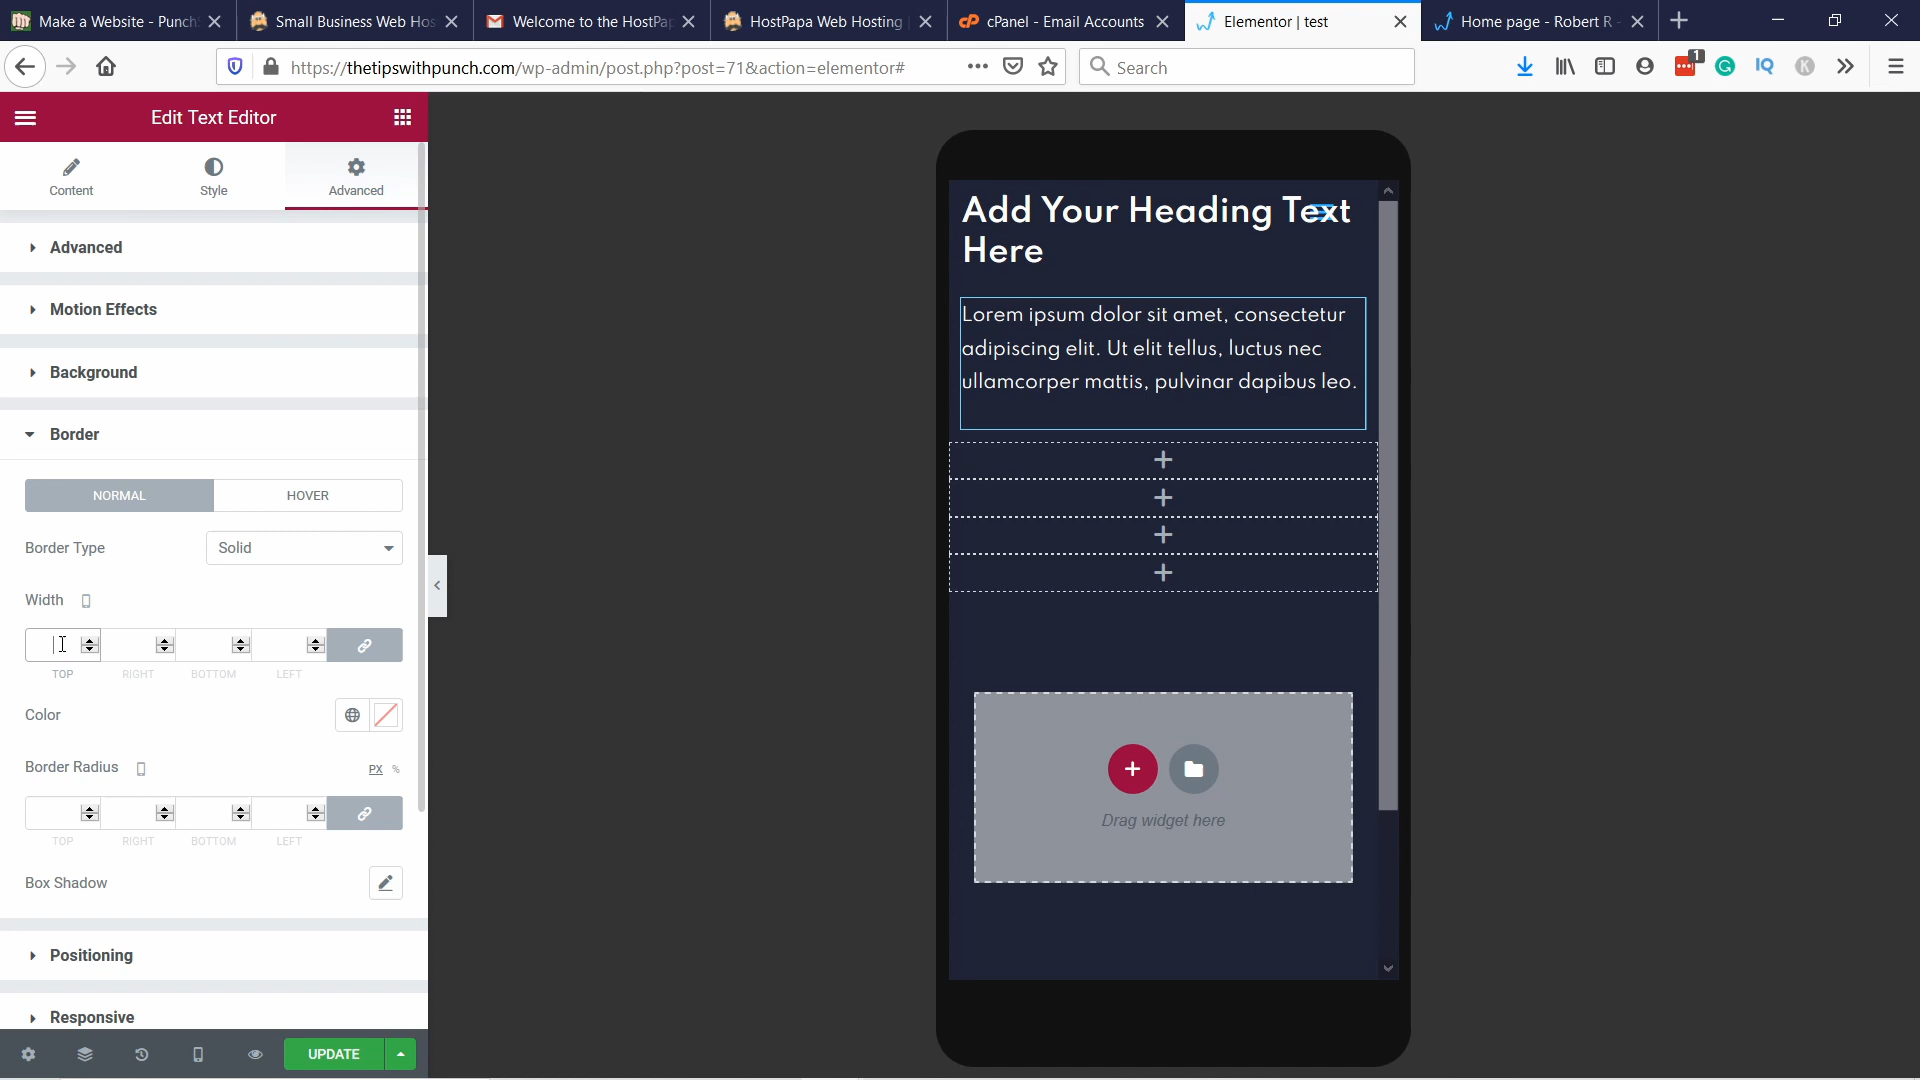 Make a Website - Punch
Small Business Web Hos
Welcome to the HostPap
HostPapa Web Hosting
cPanel - Email Accounts
Elementor | test
Home page - Robert R -
https://thetipswithpunch.com/wp-admin/post.php?post=71&action=elementor#
Search
1
IQ
K
Edit Text Editor
Content
Style
Advanced
Advanced
Motion Effects
Background
Border
NORMAL
HOVER
Border Type
Solid
Width
TOP
RIGHT
BOTTOM
LEFT
Color
Border Radius
PX %
TOP
RIGHT
BOTTOM
LEFT
Box Shadow
Positioning
Responsive
UPDATE
Add Your Heading Text
Here
Lorem ipsum dolor sit amet, consectetur
adipiscing elit. Ut elit tellus, luctus nec
ullamcorper mattis, pulvinar dapibus leo.
Drag widget here